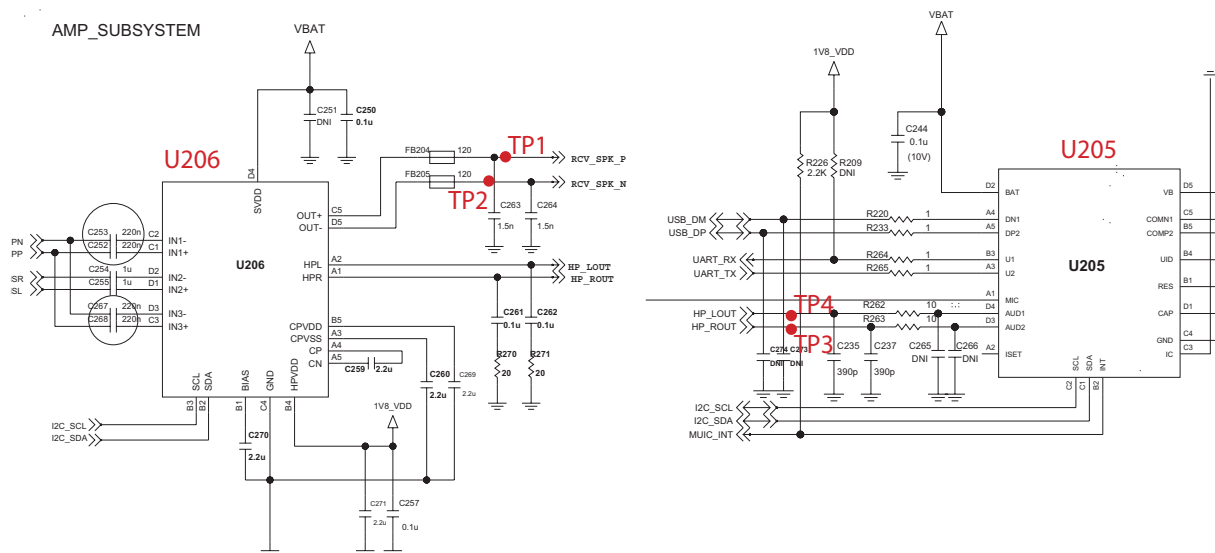 AMP_SUBSYSTEM
VBAT
C251
DNI
C250
0.1u
U206
TP1
FB204
120
RCV_SPK_P
FB205
120
RCV_SPK_N
TP2
D4
SVDD
C263
1.5n
C264
1.5n
OUT+
C5
OUT-
D5
C253
220n
C2
IN1-
PN
C252
220n
C1
IN1+
PP
C254
1u
D2
IN2-
SR
C255
1u
D1
IN2+
SL
C267
220n
D3
IN3-
C268
220n
C3
IN3+
U206
HPL
A2
HP_LOUT
HPR
A1
HP_ROUT
C261
0.1u
C262
0.1u
CPVDD
B5
CPVSS
A3
CP
A4
CN
A5
C259
2.2u
R270
20
R271
20
C260
2.2u
C269
2.2u
SCL
SDA
BIAS
GND
HPVDD
B3
B2
B1
C4
B4
I2C_SCL
I2C_SDA
1V8_VDD
C270
2.2u
C271
2.2u
C257
0.1u
VBAT
1V8_VDD
C244
0.1u
(10V)
R226
2.2K
R209
DNI
U205
D2
BAT
VB
D5
USB_DM
R220
1
A4
DN1
COMN1
C5
USB_DP
R233
1
A5
DP2
COMP2
B5
UART_RX
R264
1
B3
U1
UID
B4
UART_TX
R265
1
A3
U2
U205
RES
B1
A1
MIC
HP_LOUT
TP4
R262
10
D4
AUD1
CAP
D1
HP_ROUT
R263
10
D3
AUD2
TP3
GND
C4
A2
ISET
IC
C3
C274
DNI
C273
DNI
C235
390p
C237
390p
C265
DNI
C266
DNI
SCL
SDA
INT
C2
C1
B2
I2C_SCL
I2C_SDA
MUIC_INT